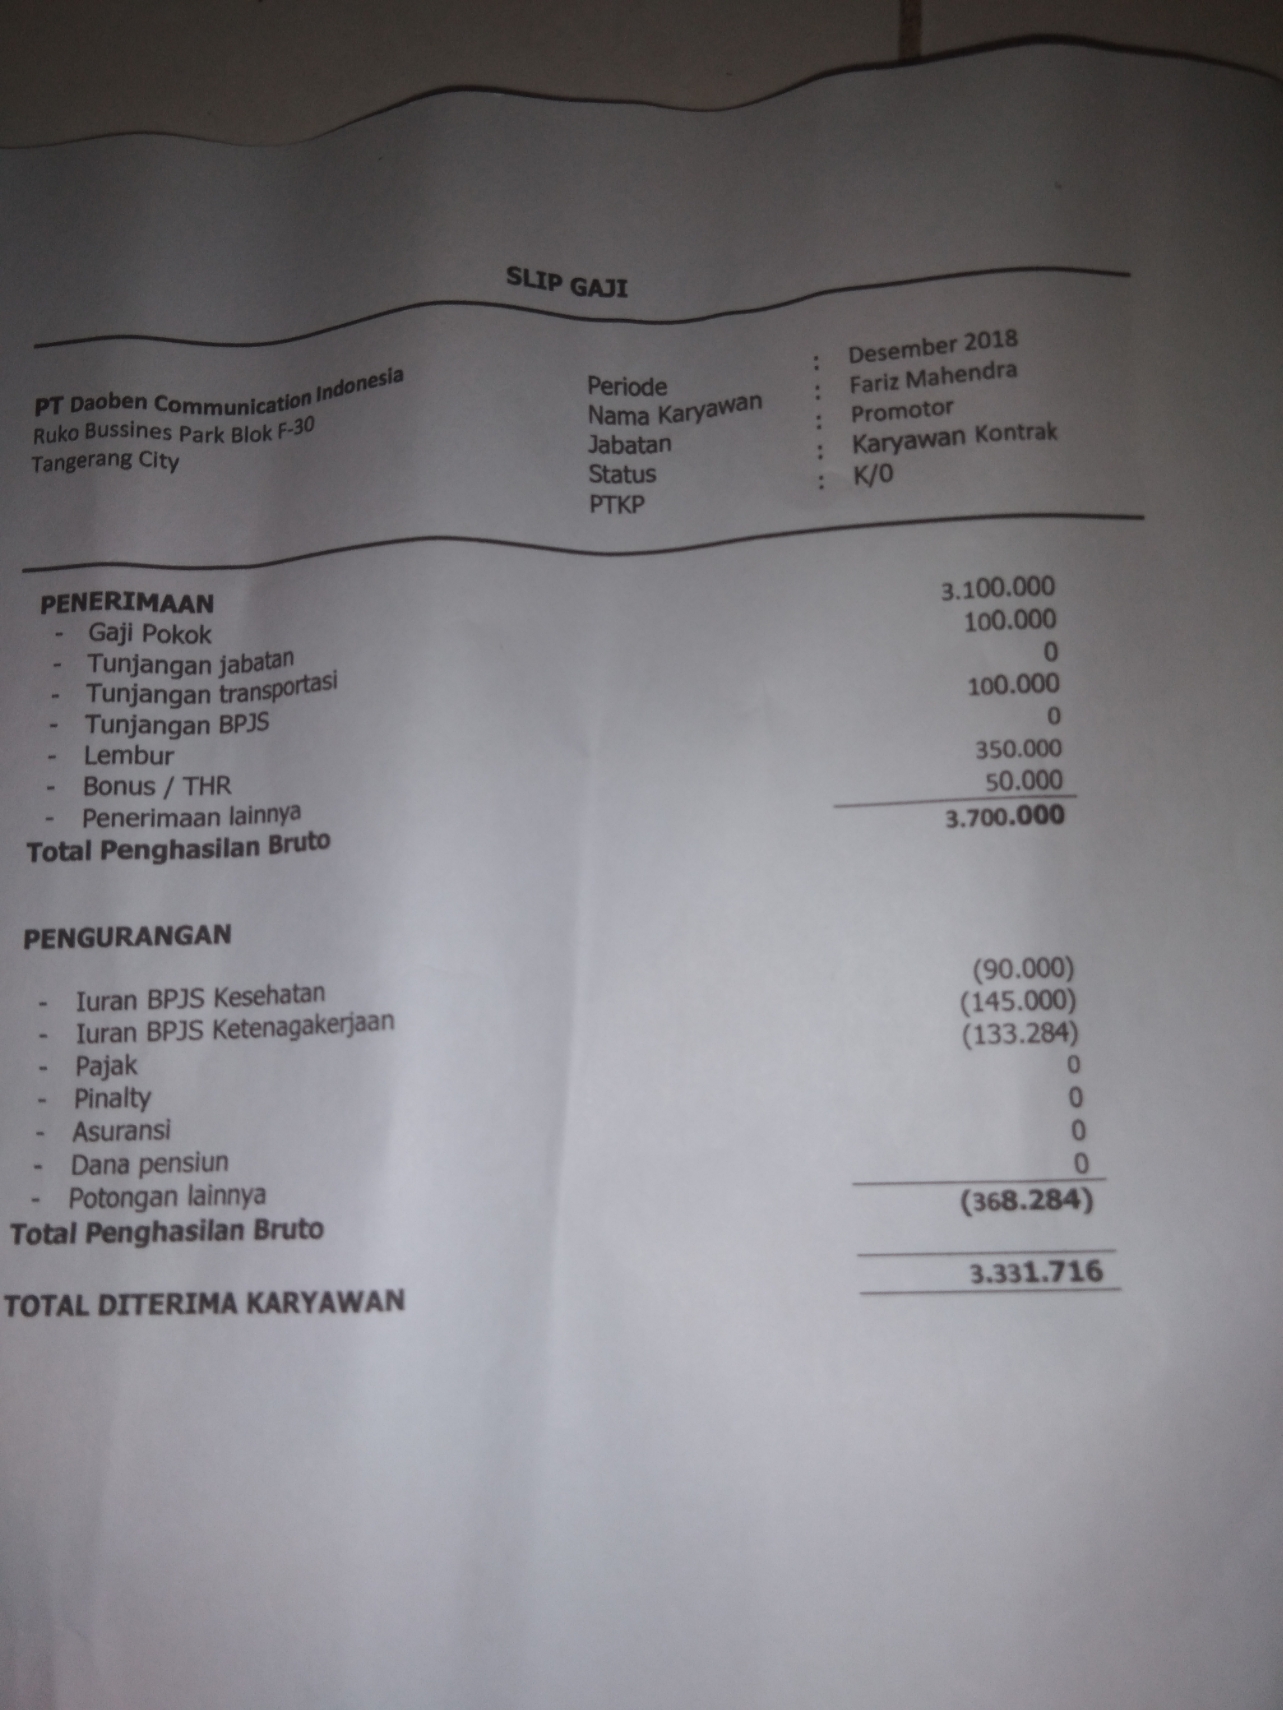 SLIP GAJI
PT Daoben Communication Indonesia
Ruko Bussines Park Blok F-30
Tangerang City
Periode : Desember 2018
Nama Karyawan : Fariz Mahendra
Jabatan : Promotor
Status : Karyawan Kontrak
PTKP : K/0
PENERIMAAN
- Gaji Pokok 3.100.000
- Tunjangan jabatan 100.000
- Tunjangan transportasi 0
- Tunjangan BPJS 100.000
- Lembur 0
- Bonus / THR 350.000
- Penerimaan lainnya 50.000
Total Penghasilan Bruto 3.700.000
PENGURANGAN
- Iuran BPJS Kesehatan (90.000)
- Iuran BPJS Ketenagakerjaan (145.000)
- Pajak (133.284)
- Pinalty 0
- Asuransi 0
- Dana pensiun 0
- Potongan lainnya 0
Total Penghasilan Bruto (368.284)
TOTAL DITERIMA KARYAWAN 3.331.716